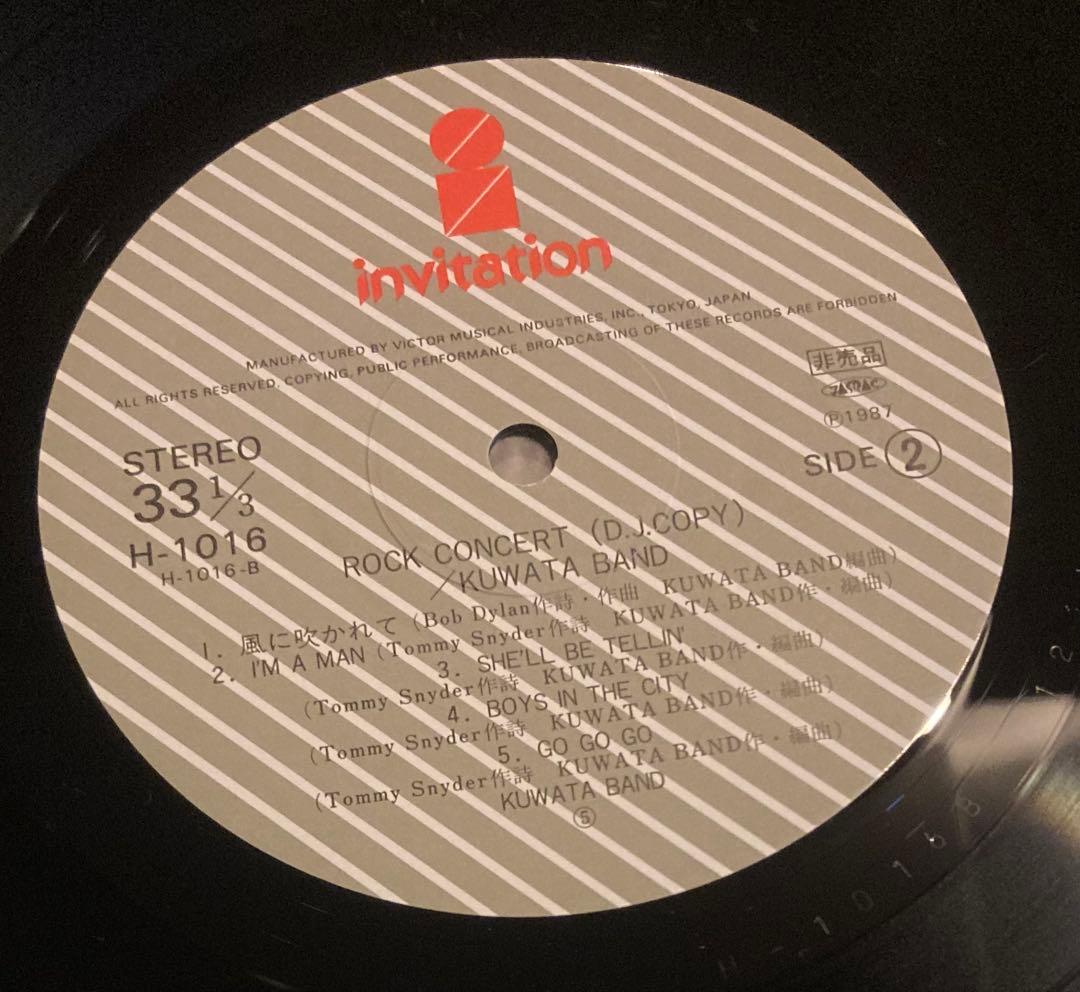 invitation
MANUFACTURED BY VICTOR MUSICAL INDUSTRIES, INC., TOKYO, JAPAN
ALL RIGHTS RESERVED, COPYING, PUBLIC PERFORMANCE, BROADCASTING OF THESE RECORDS ARE FORBIDDEN
非売品
JASRAC
Ⓟ1987
SIDE ②
STEREO
33 1/3
H-1016
H-1016-B
ROCK CONCERT (D.J.COPY)
/KUWATA BAND
1. 風に吹かれて (Bob Dylan作詩・作曲 KUWATA BAND編曲)
2. I'M A MAN (Tommy Snyder作詩 KUWATA BAND作・編曲)
3. SHE'LL BE TELLIN'
(Tommy Snyder作詩 KUWATA BAND作・編曲)
4. BOYS IN THE CITY
(Tommy Snyder作詩 KUWATA BAND作・編曲)
5. GO GO GO
(Tommy Snyder作詩 KUWATA BAND作・編曲)
KUWATA BAND
⑤